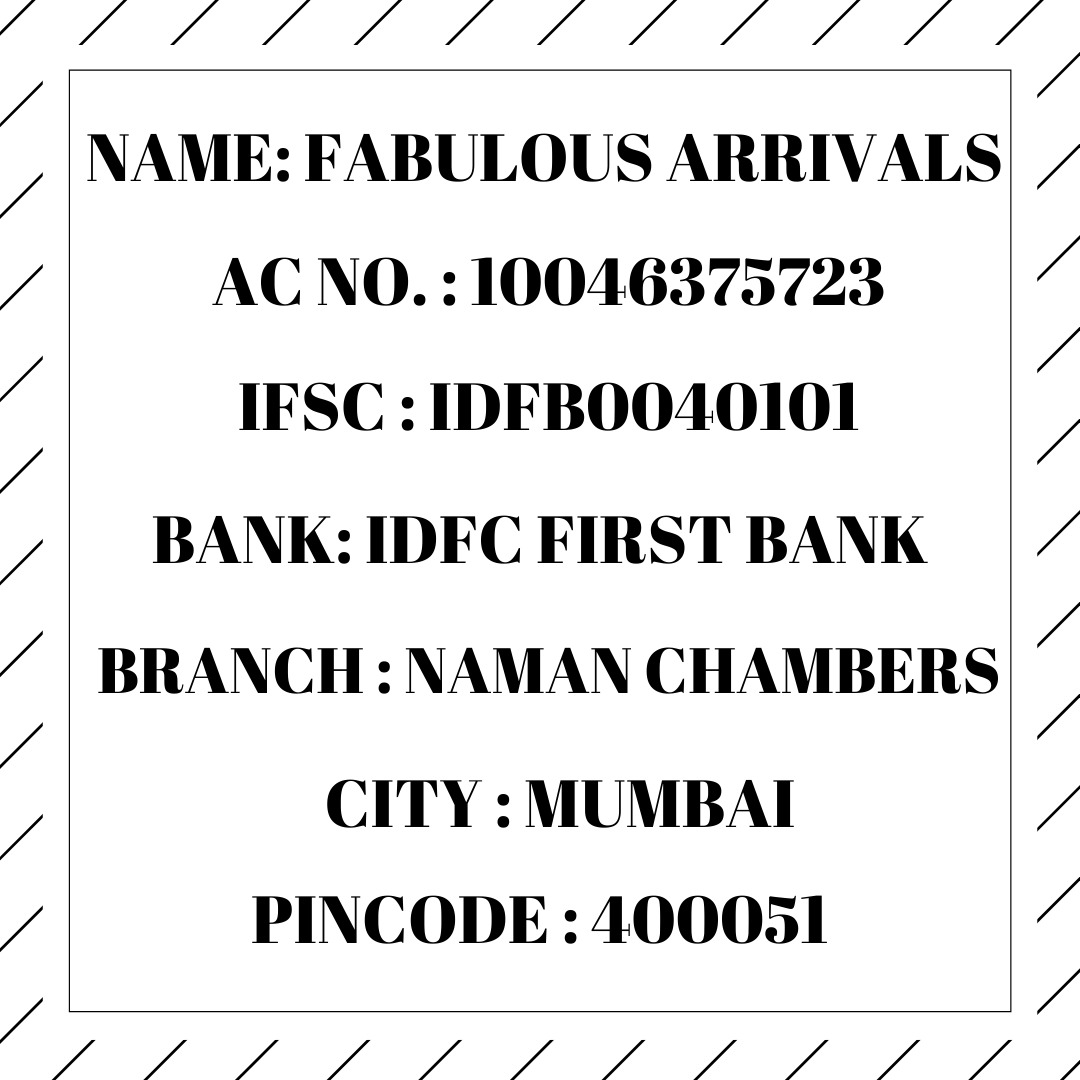 NAME: FABULOUS ARRIVALS
AC NO. : 10046375723
IFSC : IDFB0040101
BANK: IDFC FIRST BANK
BRANCH : NAMAN CHAMBERS
CITY : MUMBAI
PINCODE : 400051